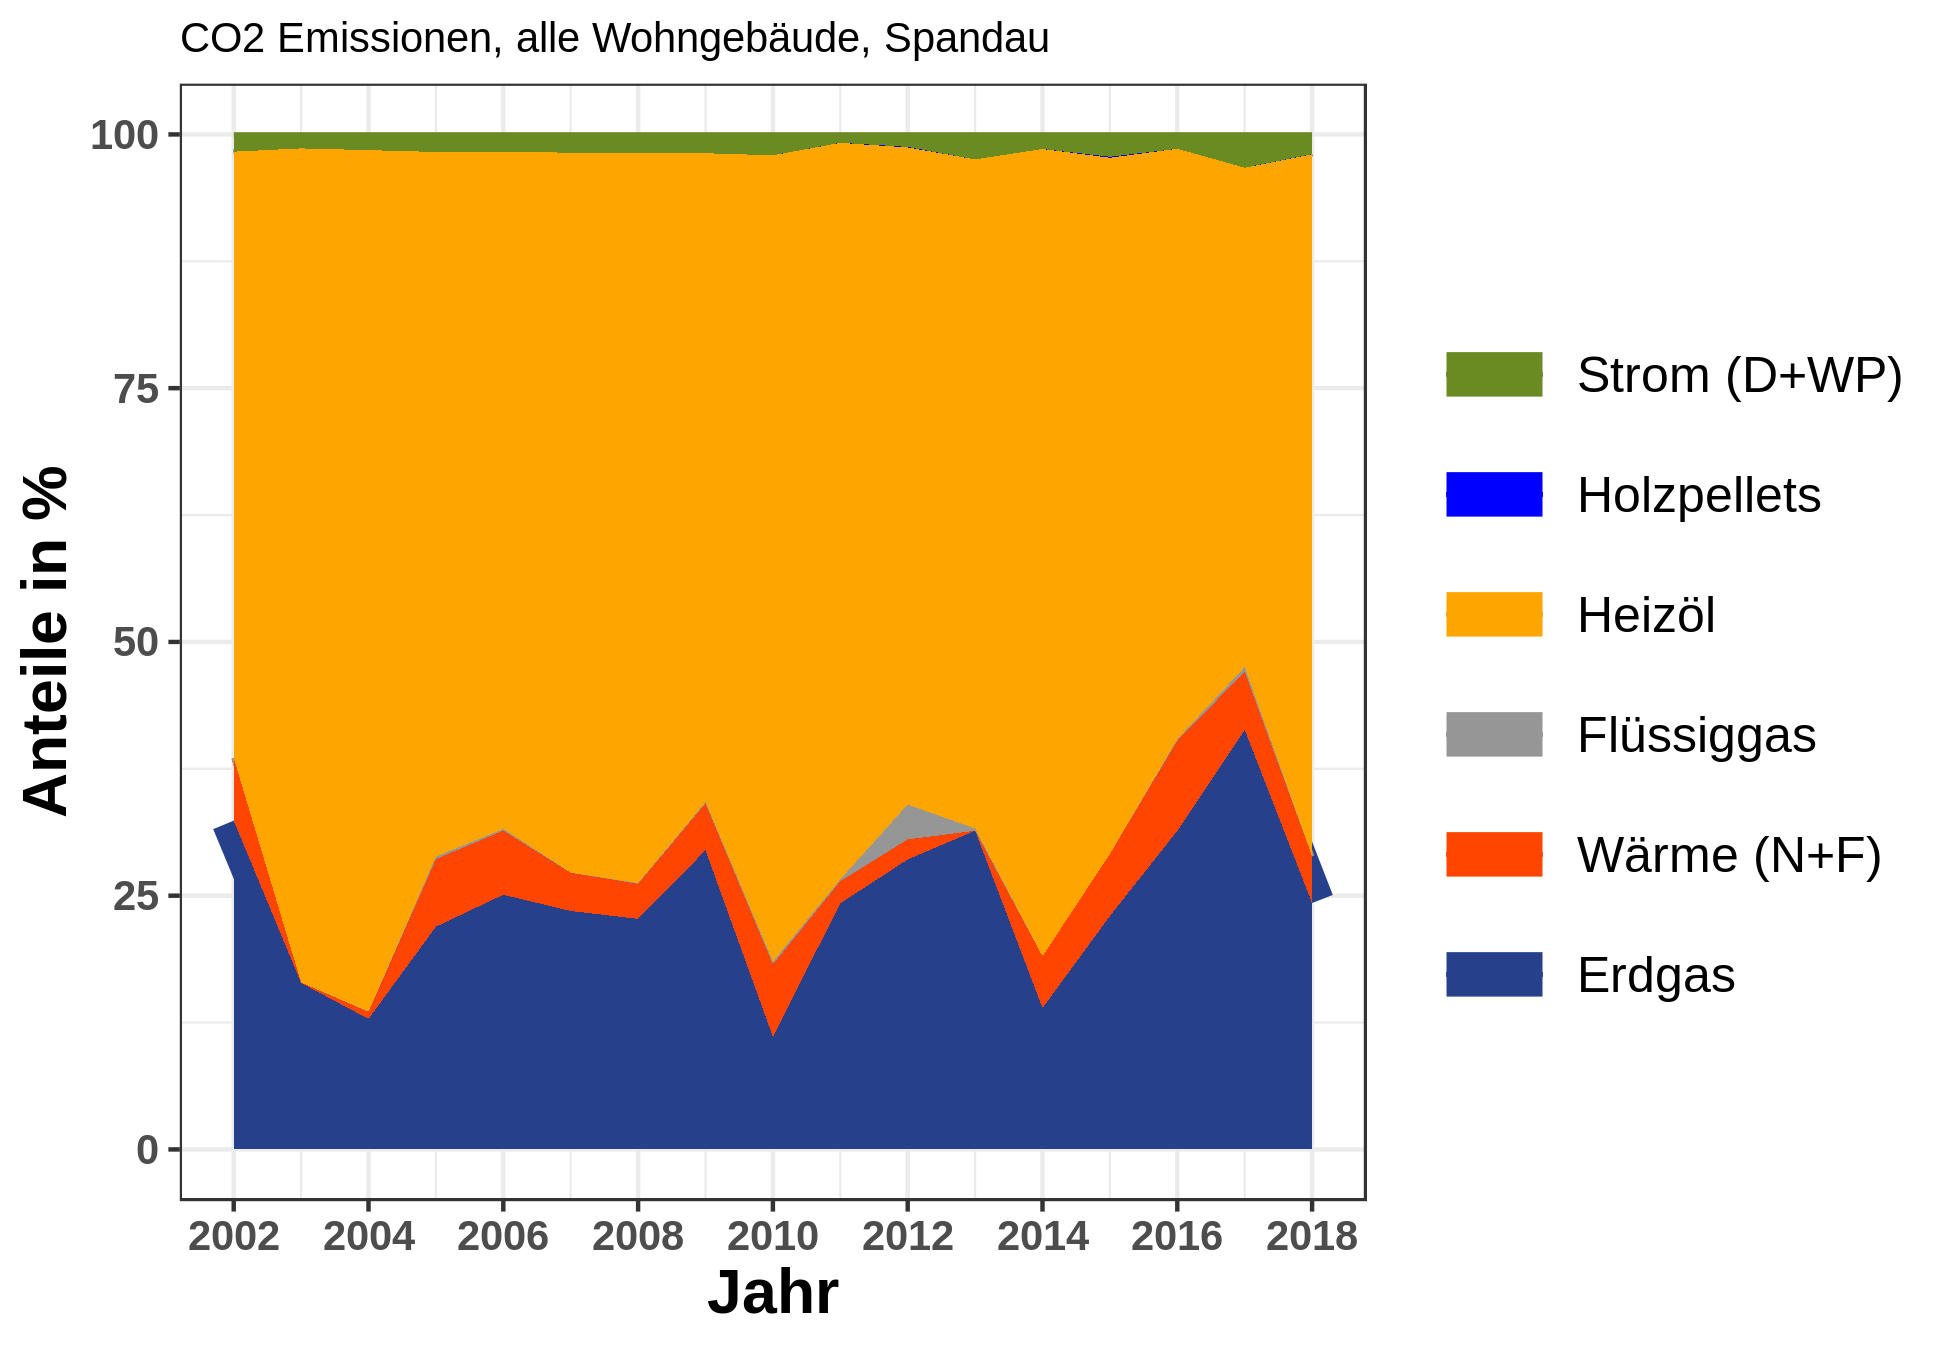 CO2 Emissionen, alle Wohngebäude, Spandau
Anteile in %
100
75
50
25
0
2002 2004 2006 2008 2010 2012 2014 2016 2018
Jahr
Strom (D+WP)
Holzpellets
Heizöl
Flüssiggas
Wärme (N+F)
Erdgas